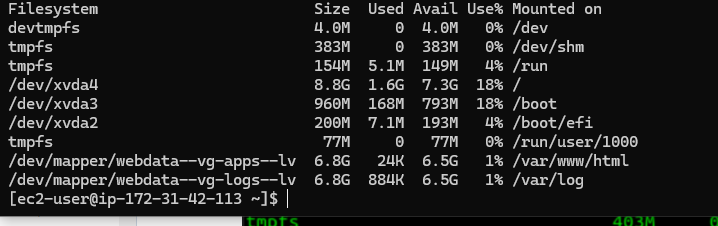 Filesystem                       Size  Used Avail Use% Mounted on
devtmpfs                         4.0M     0  4.0M   0% /dev
tmpfs                            383M     0  383M   0% /dev/shm
tmpfs                            154M  5.1M  149M   4% /run
/dev/xvda4                       8.8G  1.6G  7.3G  18% /
/dev/xvda3                       960M  168M  793M  18% /boot
/dev/xvda2                       200M  7.1M  193M   4% /boot/efi
tmpfs                             77M     0   77M   0% /run/user/1000
/dev/mapper/webdata--vg-apps--lv 6.8G   24K  6.5G   1% /var/www/html
/dev/mapper/webdata--vg-logs--lv 6.8G  884K  6.5G   1% /var/log
[ec2-user@ip-172-31-42-113 ~]$
tmpfs                            403M     0